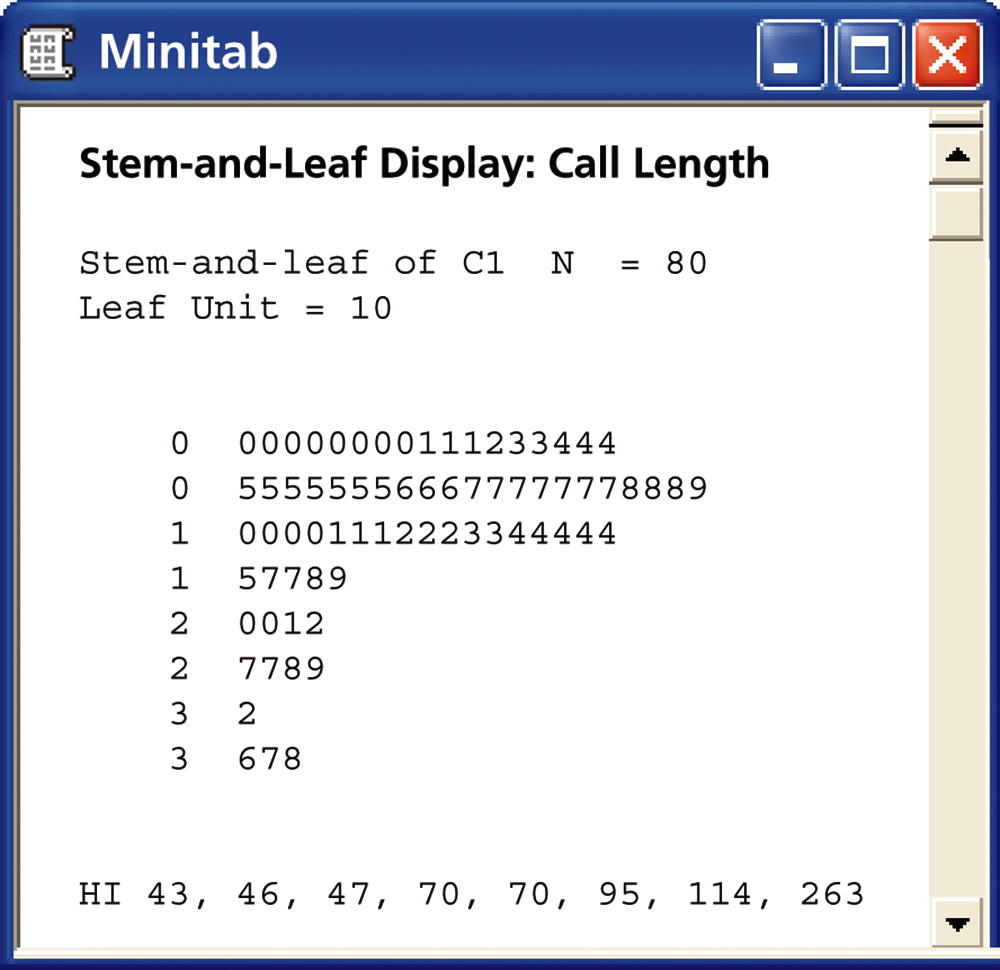 Minitab
Stem-and-Leaf Display: Call Length
Stem-and-leaf of C1 N = 80
Leaf Unit = 10
0 00000000111233444
0 555555566677777778889
1 00001112223344444
1 57789
2 0012
2 7789
3 2
3 678
HI 43, 46, 47, 70, 70, 95, 114, 263